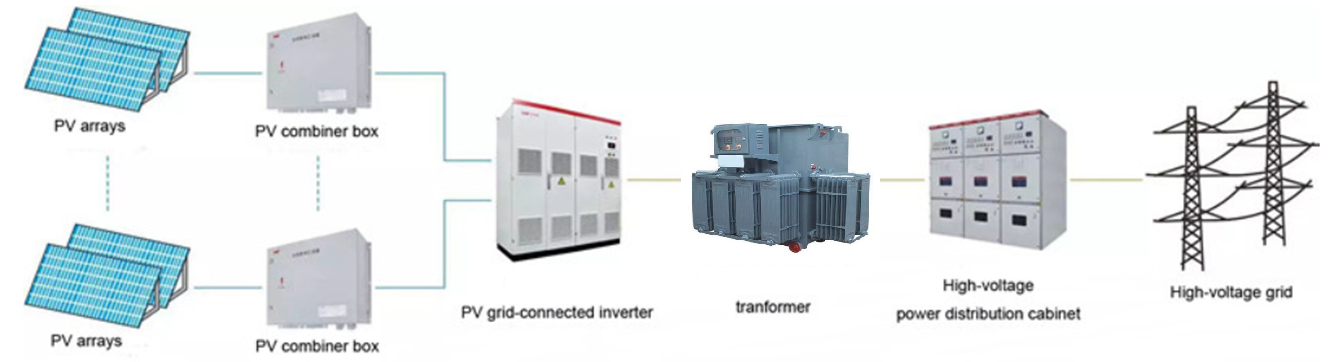 PV arrays
PV combiner box
PV arrays
PV combiner box
PV grid-connected inverter
tranformer
High-voltage
power distribution cabinet
High-voltage grid